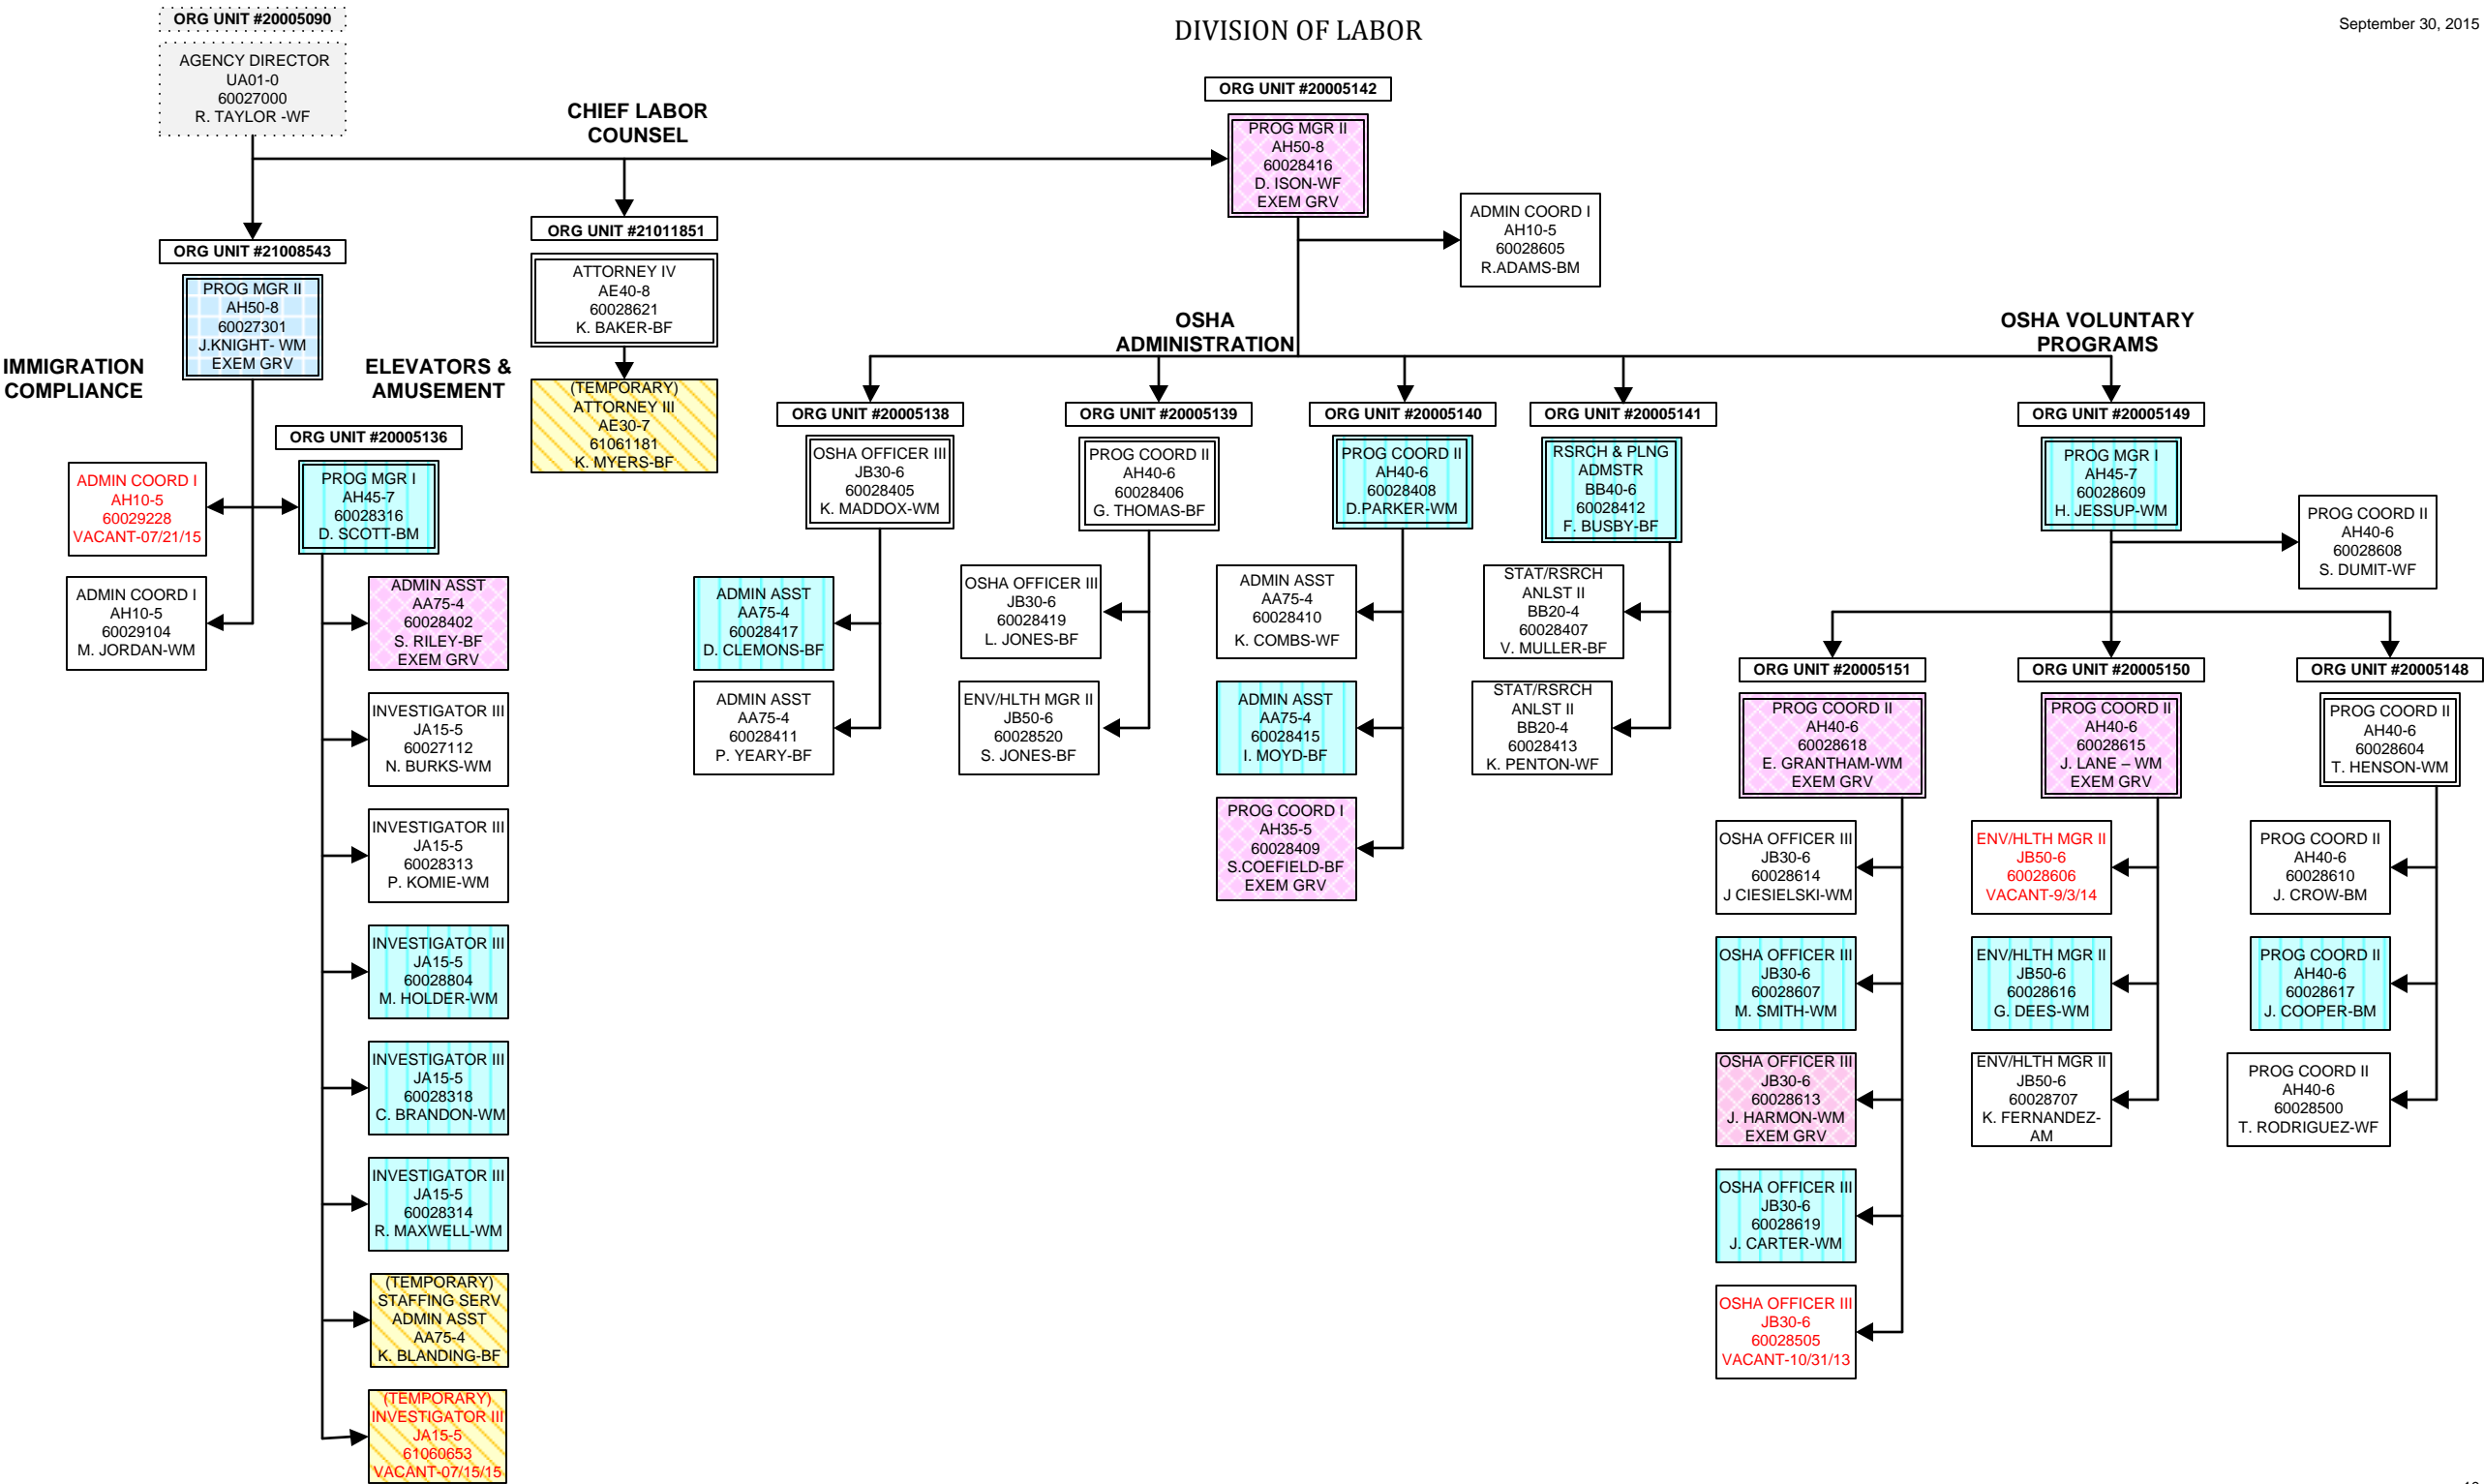 ORG UNIT #20005090
AGENCY DIRECTOR
UA01-0
60027000
R. TAYLOR -WF
DIVISION OF LABOR
September 30, 2015
CHIEF LABOR
COUNSEL
ORG UNIT #20005142
PROG MGR II
AH50-8
60028416
D. ISON-WF
EXEM GRV
ADMIN COORD I
AH10-5
60028605
R.ADAMS-BM
ORG UNIT #21008543
PROG MGR II
AH50-8
60027301
J.KNIGHT- WM
EXEM GRV
ORG UNIT #21011851
ATTORNEY IV
AE40-8
60028621
K. BAKER-BF
(TEMPORARY)
ATTORNEY III
AE30-7
61061181
K. MYERS-BF
IMMIGRATION
COMPLIANCE
ELEVATORS &
AMUSEMENT
OSHA
ADMINISTRATION
OSHA VOLUNTARY
PROGRAMS
ADMIN COORD I
AH10-5
60029228
VACANT-07/21/15
ADMIN COORD I
AH10-5
60029104
M. JORDAN-WM
ORG UNIT #20005136
PROG MGR I
AH45-7
60028316
D. SCOTT-BM
ADMIN ASST
AA75-4
60028402
S. RILEY-BF
EXEM GRV
INVESTIGATOR III
JA15-5
60027112
N. BURKS-WM
INVESTIGATOR III
JA15-5
60028313
P. KOMIE-WM
INVESTIGATOR III
JA15-5
60028804
M. HOLDER-WM
INVESTIGATOR III
JA15-5
60028318
C. BRANDON-WM
INVESTIGATOR III
JA15-5
60028314
R. MAXWELL-WM
(TEMPORARY)
STAFFING SERV
ADMIN ASST
AA75-4
K. BLANDING-BF
(TEMPORARY)
INVESTIGATOR III
JA15-5
61060653
VACANT-07/15/15
ORG UNIT #20005138
OSHA OFFICER III
JB30-6
60028405
K. MADDOX-WM
ADMIN ASST
AA75-4
60028417
D. CLEMONS-BF
ADMIN ASST
AA75-4
60028411
P. YEARY-BF
ORG UNIT #20005139
PROG COORD II
AH40-6
60028406
G. THOMAS-BF
OSHA OFFICER III
JB30-6
60028419
L. JONES-BF
ENV/HLTH MGR II
JB50-6
60028520
S. JONES-BF
ORG UNIT #20005140
PROG COORD II
AH40-6
60028408
D.PARKER-WM
ADMIN ASST
AA75-4
60028410
K. COMBS-WF
ADMIN ASST
AA75-4
60028415
I. MOYD-BF
PROG COORD I
AH35-5
60028409
S.COEFIELD-BF
EXEM GRV
ORG UNIT #20005141
RSRCH & PLNG
ADMSTR
BB40-6
60028412
F. BUSBY-BF
STAT/RSRCH
ANLST II
BB20-4
60028407
V. MULLER-BF
STAT/RSRCH
ANLST II
BB20-4
60028413
K. PENTON-WF
ORG UNIT #20005149
PROG MGR I
AH45-7
60028609
H. JESSUP-WM
PROG COORD II
AH40-6
60028608
S. DUMIT-WF
ORG UNIT #20005151
PROG COORD II
AH40-6
60028618
E. GRANTHAM-WM
EXEM GRV
OSHA OFFICER III
JB30-6
60028614
J CIESIELSKI-WM
OSHA OFFICER III
JB30-6
60028607
M. SMITH-WM
OSHA OFFICER III
JB30-6
60028613
J. HARMON-WM
EXEM GRV
OSHA OFFICER III
JB30-6
60028619
J. CARTER-WM
OSHA OFFICER III
JB30-6
60028505
VACANT-10/31/13
ORG UNIT #20005150
PROG COORD II
AH40-6
60028615
J. LANE – WM
EXEM GRV
ENV/HLTH MGR II
JB50-6
60028606
VACANT-9/3/14
ENV/HLTH MGR II
JB50-6
60028616
G. DEES-WM
ENV/HLTH MGR II
JB50-6
60028707
K. FERNANDEZ-
AM
ORG UNIT #20005148
PROG COORD II
AH40-6
60028604
T. HENSON-WM
PROG COORD II
AH40-6
60028610
J. CROW-BM
PROG COORD II
AH40-6
60028617
J. COOPER-BM
PROG COORD II
AH40-6
60028500
T. RODRIGUEZ-WF